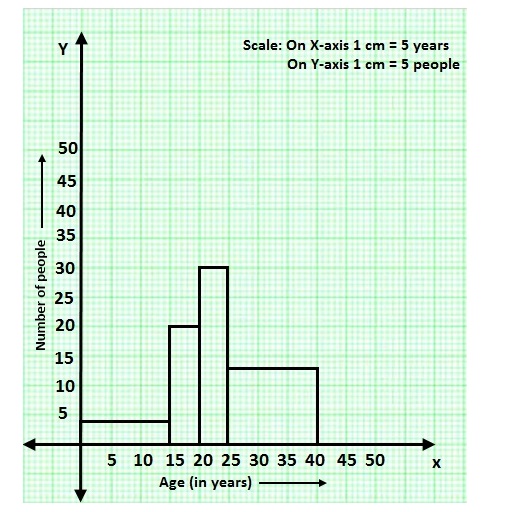 Scale: On X-axis 1 cm = 5 years
On Y-axis 1 cm = 5 people
Y
50
45
40
35
30
25
20
15
10
5
Number of people
5 10 15 20 25 30 35 40 45 50
x
Age (in years)